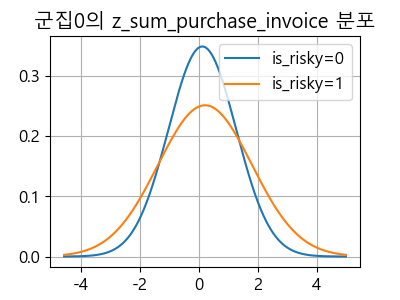 군집0의 z_sum_purchase_invoice 분포
is_risky=0
is_risky=1
0.3
0.2
0.1
0.0
-4 -2 0 2 4